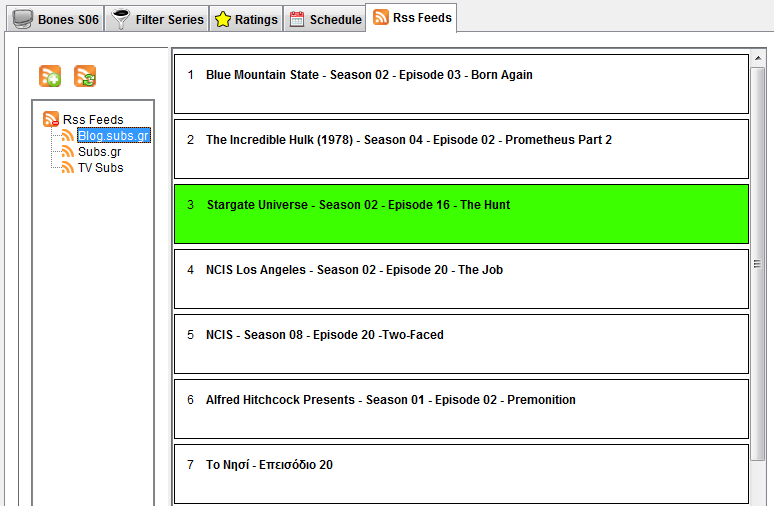 Bones S06
Filter Series
Ratings
Schedule
Rss Feeds
Rss Feeds
Blog.subs.gr
Subs.gr
TV Subs
1 Blue Mountain State - Season 02 - Episode 03 - Born Again
2 The Incredible Hulk (1978) - Season 04 - Episode 02 - Prometheus Part 2
3 Stargate Universe - Season 02 - Episode 16 - The Hunt
4 NCIS Los Angeles - Season 02 - Episode 20 - The Job
5 NCIS - Season 08 - Episode 20 -Two-Faced
6 Alfred Hitchcock Presents - Season 01 - Episode 02 - Premonition
7 Το Νησί - Επεισόδιο 20